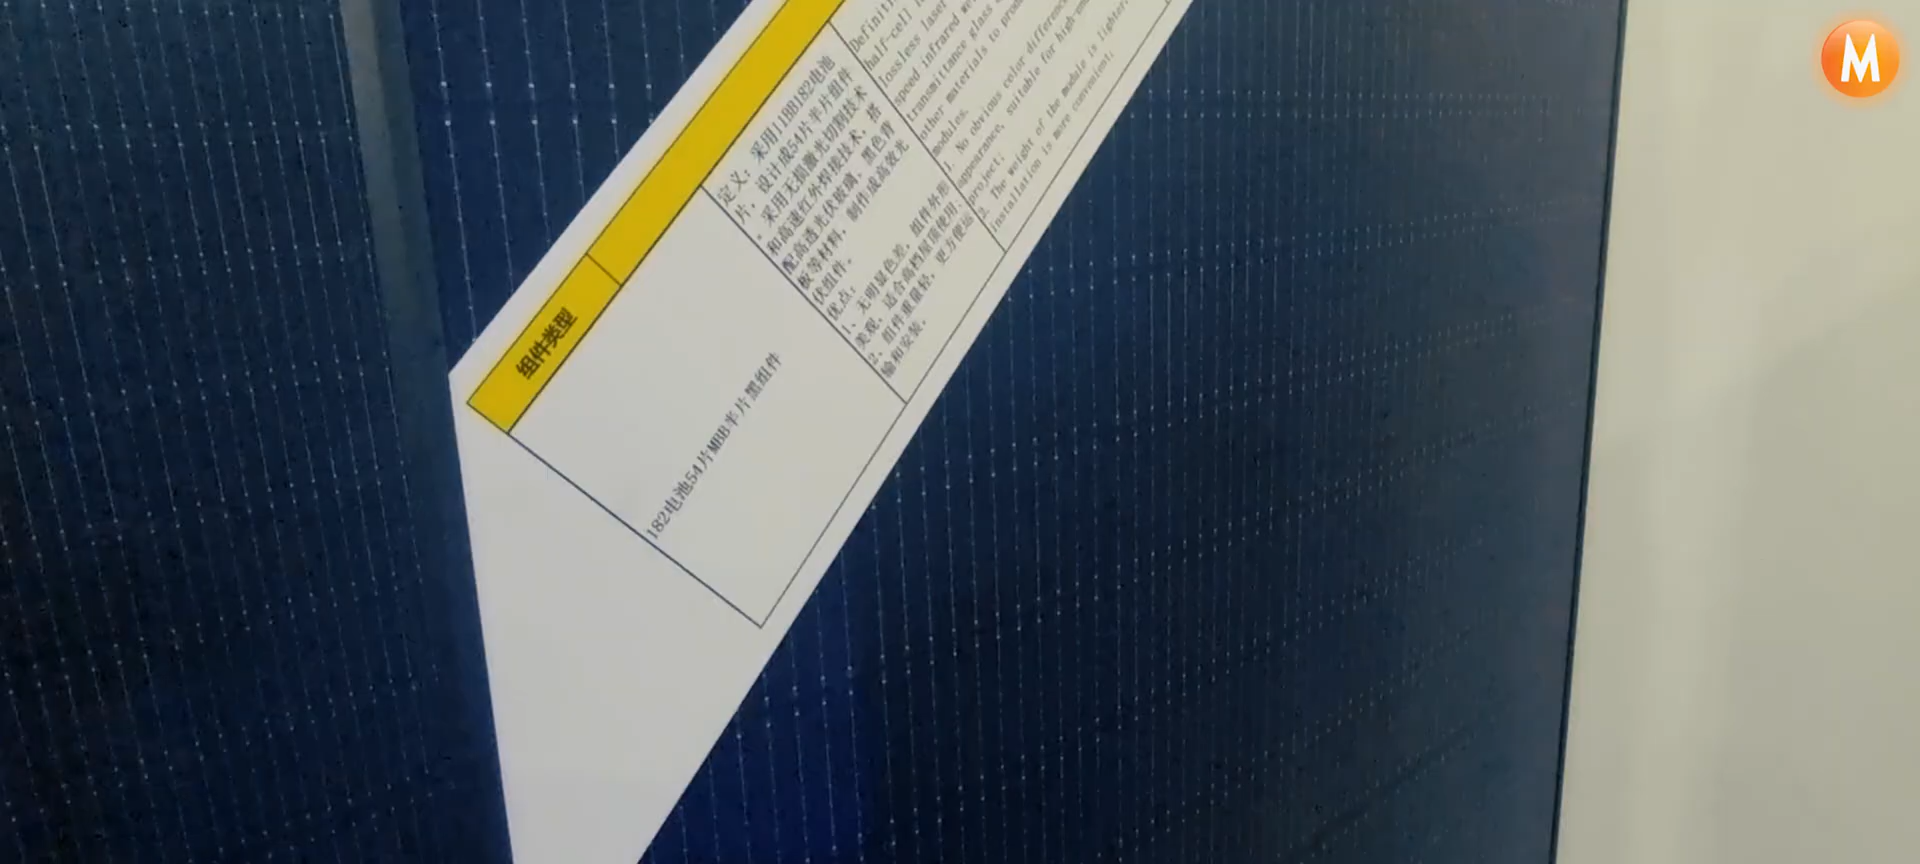 M
组件类型
182电池54片MBB半片黑组件
定义: 采用11BB182电池
片, 设计成54片半片组件
, 采用无损激光切割技术
和高速红外焊接技术, 搭
配高透光伏玻璃、黑色背
板等材料, 制作成高效光
伏组件。
优点:
1、无明显色差, 组件外形
美观、适合高档屋顶使用;
2、组件重量轻, 更方便运
输和安装。
half-cell
lossless laser
speed infrared
transmittance glass
other materials to
modules.
1. No obvious color
appearance, suitable for
project;
2. The weight of the module is lighter,
installation is more convenient.